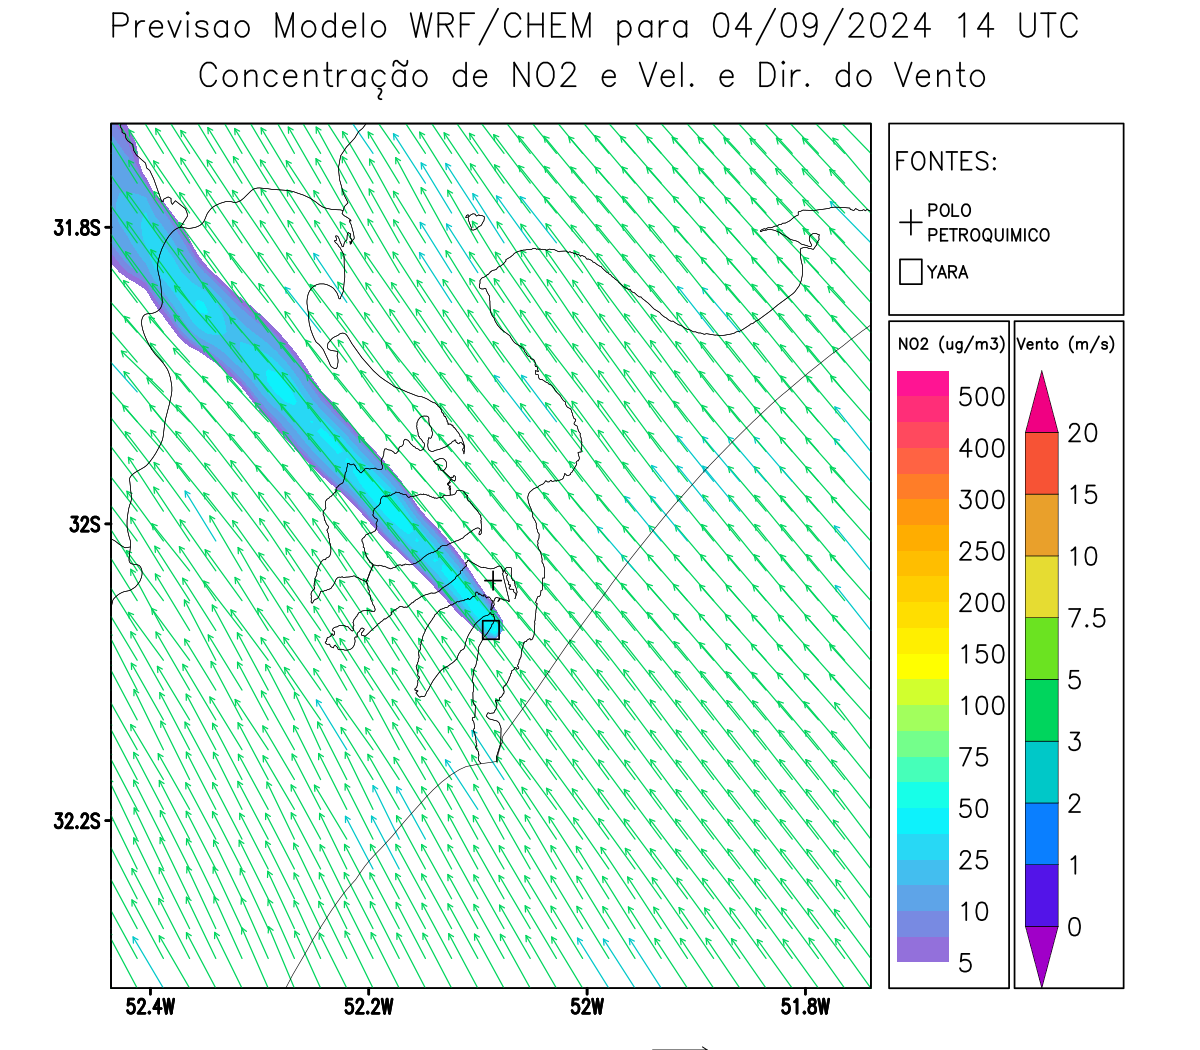 Previsao Modelo WRF/CHEM para 04/09/2024 14 UTC
Concentração de NO2 e Vel. e Dir. do Vento
FONTES:
POLO
PETROQUIMICO
YARA
NO2 (ug/m3)
500
400
300
250
200
150
100
75
50
25
10
5
Vento (m/s)
20
15
10
7.5
5
3
2
1
0
31.8S
32S
32.2S
52.4W
52.2W
52W
51.8W